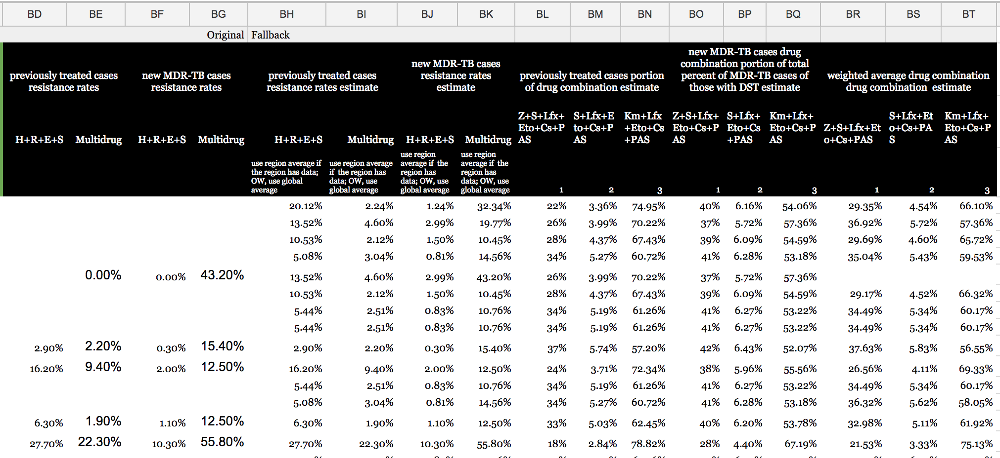 BD BE BF BG BH BI BJ BK BL BM BN BO BP BQ BR BS BT
Original Fallback
previously treated cases resistance rates
new MDR-TB cases resistance rates
previously treated cases resistance rates estimate
new MDR-TB cases resistance rates estimate
previously treated cases portion of drug combination estimate
new MDR-TB cases drug combination portion of total percent of MDR-TB cases of those with DST estimate
weighted average drug combination drug combination estimate
H+R+E+S Multidrug H+R+E+S Multidrug H+R+E+S Multidrug H+R+E+S Multidrug Z+S+Lfx+Eto+Cs+PAS S+Lfx+Eto+Cs+PAS Km+Lfx+Eto+Cs+PAS Z+S+Lfx+Eto+Cs+PAS S+Lfx+Eto+Cs+PAS Km+Lfx+Eto+Cs+PAS Z+S+Lfx+Eto+Cs+PAS S+Lfx+Eto+Cs+PAS Km+Lfx+Eto+Cs+PAS
use region average if the region has data; OW, use global average
use region average if the region has data; OW, use global average
use region average if the region has data; OW, use global average
use region average if the region has data; OW, use global average
1 2 3 1 2 3 1 2 3
20.12% 2.24% 1.24% 32.34% 22% 3.36% 74.95% 40% 6.16% 54.06% 29.35% 4.54% 66.10%
13.52% 4.60% 2.99% 19.77% 26% 3.99% 70.22% 37% 5.72% 57.36% 36.92% 5.72% 57.36%
10.53% 2.12% 1.50% 10.45% 28% 4.37% 67.43% 39% 6.09% 54.59% 29.69% 4.60% 65.72%
5.08% 3.04% 0.81% 14.56% 34% 5.27% 60.72% 41% 6.28% 53.18% 35.04% 5.43% 59.53%
0.00% 0.00% 43.20% 13.52% 4.60% 2.99% 43.20% 26% 3.99% 70.22% 37% 5.72% 57.36%
10.53% 2.12% 1.50% 10.45% 28% 4.37% 67.43% 39% 6.09% 54.59% 29.17% 4.52% 66.32%
5.44% 2.51% 0.83% 10.76% 34% 5.19% 61.26% 41% 6.27% 53.22% 34.49% 5.34% 60.17%
5.44% 2.51% 0.83% 10.76% 34% 5.19% 61.26% 41% 6.27% 53.22% 34.49% 5.34% 60.17%
2.90% 2.20% 0.30% 15.40% 2.90% 2.20% 0.30% 15.40% 37% 5.74% 57.20% 42% 6.43% 52.07% 37.63% 5.83% 56.55%
16.20% 9.40% 2.00% 12.50% 16.20% 9.40% 2.00% 12.50% 24% 3.71% 72.34% 38% 5.96% 55.56% 26.56% 4.11% 69.33%
5.44% 2.51% 0.83% 10.76% 34% 5.19% 61.26% 41% 6.27% 53.22% 34.49% 5.34% 60.17%
5.08% 3.04% 0.81% 14.56% 34% 5.27% 60.72% 41% 6.28% 53.18% 36.32% 5.62% 58.05%
6.30% 1.90% 1.10% 12.50% 6.30% 1.90% 1.10% 12.50% 33% 5.03% 62.45% 40% 6.20% 53.78% 32.98% 5.11% 61.92%
27.70% 22.30% 10.30% 55.80% 27.70% 22.30% 10.30% 55.80% 18% 2.84% 78.82% 28% 4.40% 67.19% 21.53% 3.33% 75.13%